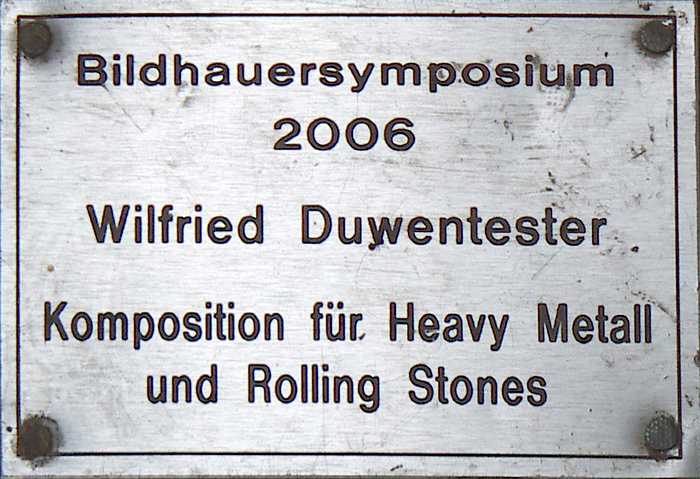 Bildhauersymposium
2006
Wilfried Duwentester
Komposition für Heavy Metall
und Rolling Stones